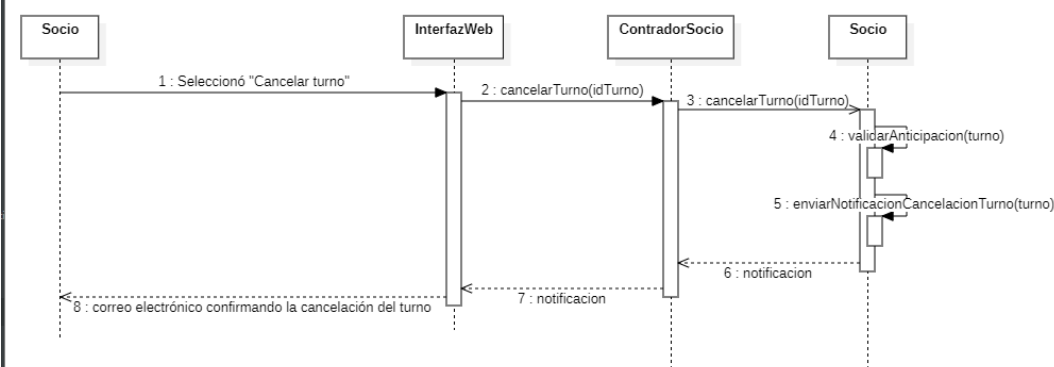 Socio
InterfazWeb
ContradorSocio
Socio
1 : Seleccionó "Cancelar turno"
2 : cancelarTurno(idTurno)
3 : cancelarTurno(idTurno)
4 : validarAnticipacion(turno)
5 : enviarNotificacionCancelacionTurno(turno)
6 : notificacion
7 : notificacion
8 : correo electrónico confirmando la cancelación del turno